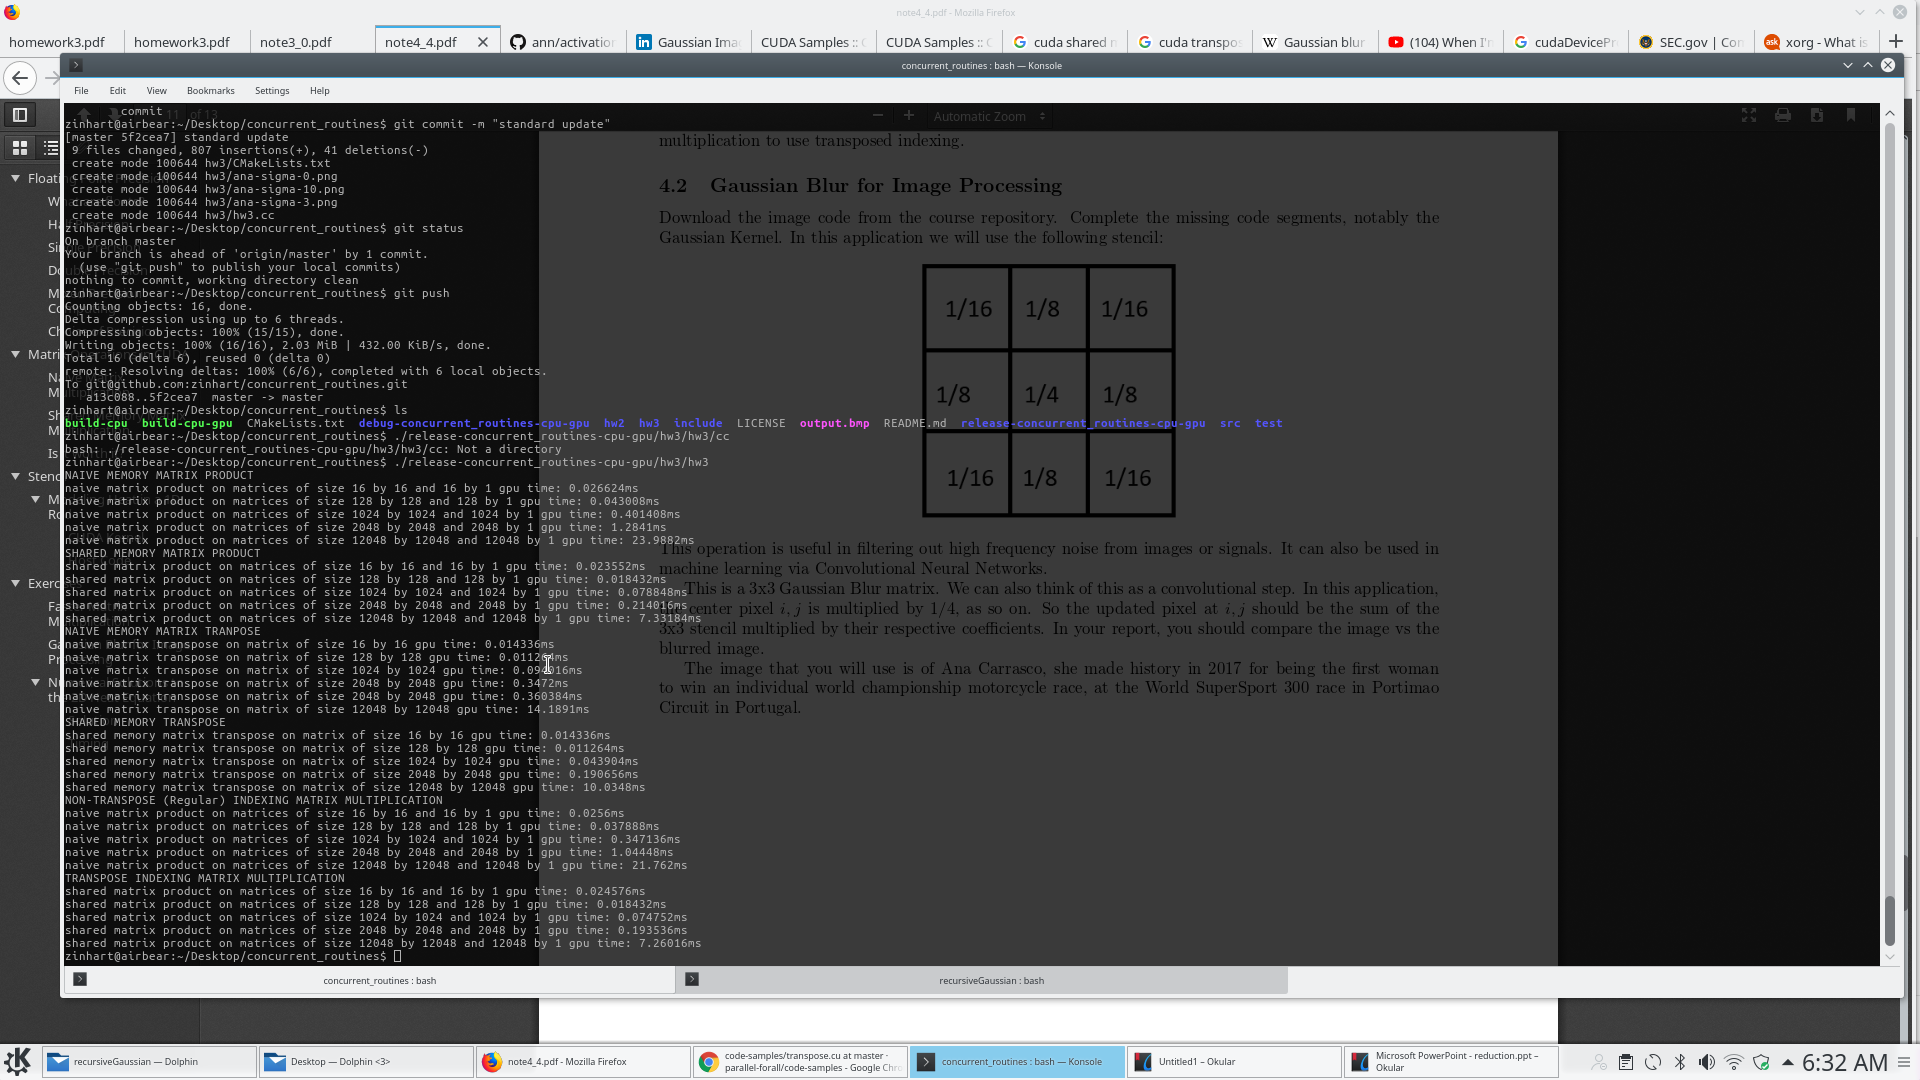 note4_4.pdf - Mozilla Firefox
homework3.pdf
homework3.pdf
note3_0.pdf
note4_4.pdf
ann/activatio
Gaussian Ima
CUDA Samples ::
CUDA Samples ::
cuda shared
cuda transpos
Gaussian blur
(104) When I'
cudaDevicePr
SEC.gov | Con
xorg - What is
concurrent_routines : bash — Konsole
File Edit View Bookmarks Settings Help
commit
zinhart@airbear:~/Desktop/concurrent_routines$ git commit -m "standard update"
[master 5f2cea7] standard update
9 files changed, 807 insertions(+), 41 deletions(-)
create mode 100644 hw3/CMakeLists.txt
create mode 100644 hw3/ana-sigma-0.png
create mode 100644 hw3/ana-sigma-10.png
create mode 100644 hw3/ana-sigma-3.png
create mode 100644 hw3/hw3.cc
zinhart@airbear:~/Desktop/concurrent_routines$ git status
On branch master
Your branch is ahead of 'origin/master' by 1 commit.
(use "git push" to publish your local commits)
nothing to commit, working directory clean
zinhart@airbear:~/Desktop/concurrent_routines$ git push
Counting objects: 16, done.
Delta compression using up to 6 threads.
Compressing objects: 100% (15/15), done.
Writing objects: 100% (16/16), 2.03 MiB | 432.00 KiB/s, done.
Total 16 (delta 6), reused 0 (delta 0)
remote: Resolving deltas: 100% (6/6), completed with 6 local objects.
To git@github.com:zinhart/concurrent_routines.git
a13c088..5f2cea7 master -> master
zinhart@airbear:~/Desktop/concurrent_routines$ ls
build-cpu build-cpu-gpu CMakeLists.txt debug-concurrent_routines-cpu-gpu hw2 hw3 include LICENSE output.bmp README.md release-concurrent_routines-cpu-gpu src test
zinhart@airbear:~/Desktop/concurrent_routines$ ./release-concurrent_routines-cpu-gpu/hw3/hw3/cc
bash: ./release-concurrent_routines-cpu-gpu/hw3/hw3/cc: Not a directory
zinhart@airbear:~/Desktop/concurrent_routines$ ./release-concurrent_routines-cpu-gpu/hw3/hw3
NAIVE MEMORY MATRIX PRODUCT
naive matrix product on matrices of size 16 by 16 and 16 by 1 gpu time: 0.026624ms
naive matrix product on matrices of size 128 by 128 and 128 by 1 gpu time: 0.043008ms
naive matrix product on matrices of size 1024 by 1024 and 1024 by 1 gpu time: 0.401408ms
naive matrix product on matrices of size 2048 by 2048 and 2048 by 1 gpu time: 1.2841ms
naive matrix product on matrices of size 12048 by 12048 and 12048 by 1 gpu time: 23.9882ms
SHARED MEMORY MATRIX PRODUCT
shared matrix product on matrices of size 16 by 16 and 16 by 1 gpu time: 0.023552ms
shared matrix product on matrices of size 128 by 128 and 128 by 1 gpu time: 0.018432ms
shared matrix product on matrices of size 1024 by 1024 and 1024 by 1 gpu time: 0.078848ms
shared matrix product on matrices of size 2048 by 2048 and 2048 by 1 gpu time: 0.214016ms
shared matrix product on matrices of size 12048 by 12048 and 12048 by 1 gpu time: 7.33184ms
NAIVE MEMORY MATRIX TRANPOSE
naive matrix transpose on matrix of size 16 by 16 gpu time: 0.014336ms
naive matrix transpose on matrix of size 128 by 128 gpu time:
naive matrix transpose on matrix of size 1024 by 1024 gpu time:
naive matrix transpose on matrix of size 2048 by 2048 gpu time: 0.3472ms
naive matrix transpose on matrix of size 2048 by 2048 gpu time: 0.360384ms
naive matrix transpose on matrix of size 12048 by 12048 gpu time: 14.1891ms
SHARED MEMORY TRANSPOSE
shared memory matrix transpose on matrix of size 16 by 16 gpu time: 0.014336ms
shared memory matrix transpose on matrix of size 128 by 128 gpu time: 0.011264ms
shared memory matrix transpose on matrix of size 1024 by 1024 gpu time: 0.043904ms
shared memory matrix transpose on matrix of size 2048 by 2048 gpu time: 0.190656ms
shared memory matrix transpose on matrix of size 12048 by 12048 gpu time: 10.0348ms
NON-TRANSPOSE (Regular) INDEXING MATRIX MULTIPLICATION
naive matrix product on matrices of size 16 by 16 and 16 by 1 gpu time: 0.0256ms
naive matrix product on matrices of size 128 by 128 and 128 by 1 gpu time: 0.037888ms
naive matrix product on matrices of size 1024 by 1024 and 1024 by 1 gpu time: 0.347136ms
naive matrix product on matrices of size 2048 by 2048 and 2048 by 1 gpu time: 1.04448ms
naive matrix product on matrices of size 12048 by 12048 and 12048 by 1 gpu time: 21.762ms
TRANSPOSE INDEXING MATRIX MULTIPLICATION
shared matrix product on matrices of size 16 by 16 and 16 by 1 gpu time: 0.024576ms
shared matrix product on matrices of size 128 by 128 and 128 by 1 gpu time: 0.018432ms
shared matrix product on matrices of size 1024 by 1024 and 1024 by 1 gpu time: 0.074752ms
shared matrix product on matrices of size 2048 by 2048 and 2048 by 1 gpu time: 0.193536ms
shared matrix product on matrices of size 12048 by 12048 and 12048 by 1 gpu time: 7.26016ms
zinhart@airbear:~/Desktop/concurrent_routines$
Automatic Zoom
multiplication to use transposed indexing.
4.2 Gaussian Blur for Image Processing
Download the image code from the course repository. Complete the missing code segments, notably the
Gaussian Kernel. In this application we will use the following stencil:
1/16 1/8 1/16
1/8 1/4 1/8
1/16 1/8 1/16
This operation is useful in filtering out high frequency noise from images or signals. It can also be used in
machine learning via Convolutional Neural Networks.
This is a 3x3 Gaussian Blur matrix. We can also think of this as a convolutional step. In this application,
the center pixel i, j is multiplied by 1/4, as so on. So the updated pixel at i, j should be the sum of the
3x3 stencil multiplied by their respective coefficients. In your report, you should compare the image vs the
blurred image.
The image that you will use is of Ana Carrasco, she made history in 2017 for being the first woman
to win an individual world championship motorcycle race, at the World SuperSport 300 race in Portimao
Circuit in Portugal.
concurrent_routines : bash
recursiveGaussian : bash
recursiveGaussian — Dolphin
Desktop — Dolphin <3>
note4_4.pdf - Mozilla Firefox
code-samples/transpose.cu at master ·
parallel-forall/code-samples - Google Chro
concurrent_routines : bash — Konsole
Untitled1 – Okular
Microsoft PowerPoint - reduction.ppt –
Okular
6:32 AM